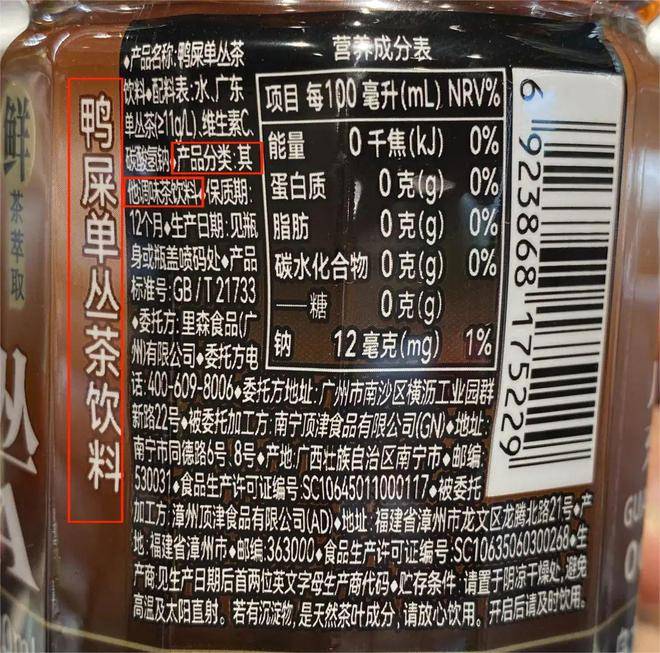 鲜
茶
萃
取
鸭屎单丛茶饮料
◆产品名称:鸭屎单丛茶
饮料◆配料表:水、广东
单丛茶(≥11g/L)、维生素C、
碳酸氢钠◆产品分类:其
他调味茶饮料◆保质期:
12个月◆生产日期:见瓶
身或瓶盖喷码处◆产品
标准号:GB/T 21733
◆委托方:里森食品(广
州)有限公司◆委托方电
话:400-609-8006◆委托方地址:广州市南沙区横沥工业园群
新路22号◆被委托加工方:南宁顶津食品有限公司(GN)◆地址:
南宁市同德路6号、8号◆产地:广西壮族自治区南宁市◆邮编:
530031◆食品生产许可证编号:SC10645011000117◆被委托
加工方:漳州顶津食品有限公司(AD)◆地址:福建省漳州市龙文区龙腾北路21号◆产
地:福建省漳州市◆邮编:363000◆食品生产许可证编号:SC10635060300268◆生
产商:见生产日期后首两位英文字母生产商代码◆贮存条件:请置于阴凉干燥处,避免
高温及太阳直射。若有沉淀物,是天然茶叶成分,请放心饮用。开启后请及时饮用。
营养成分表
项目 每100毫升(mL) NRV%
能量 0千焦(kJ) 0%
蛋白质 0克(g) 0%
脂肪 0克(g) 0%
碳水化合物 0克(g) 0%
——糖 0克(g)
钠 12毫克(mg) 1%
6 923868 175229